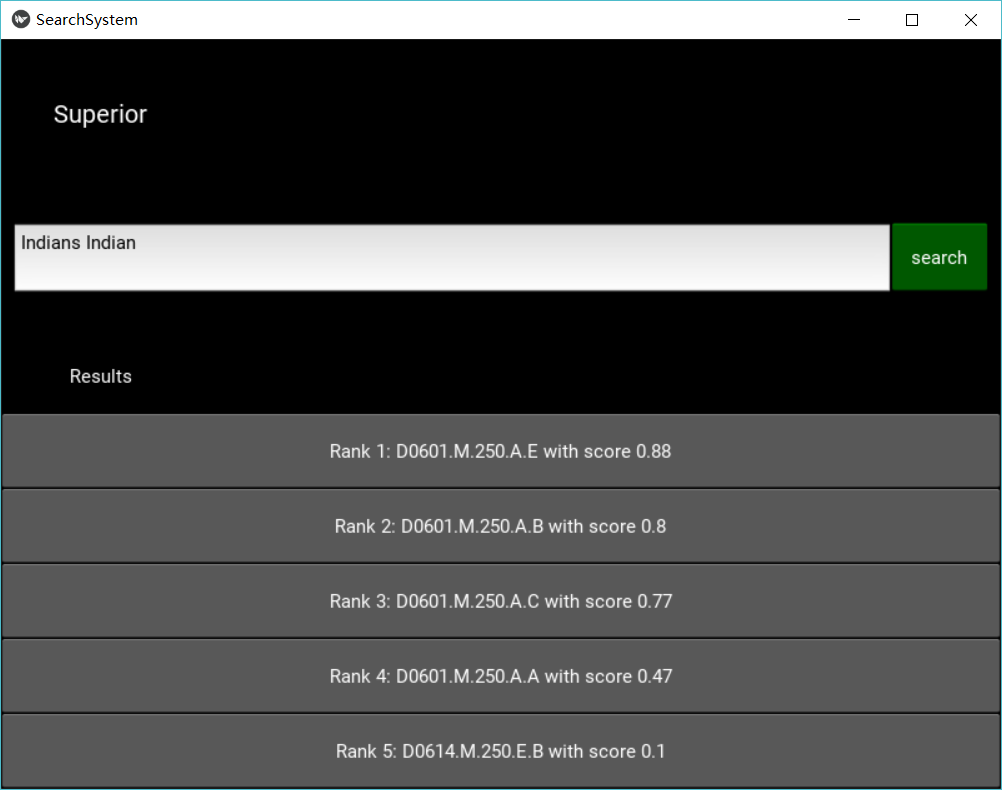 SearchSystem
Superior
Indians Indian
search
Results
Rank 1: D0601.M.250.A.E with score 0.88
Rank 2: D0601.M.250.A.B with score 0.8
Rank 3: D0601.M.250.A.C with score 0.77
Rank 4: D0601.M.250.A.A with score 0.47
Rank 5: D0614.M.250.E.B with score 0.1